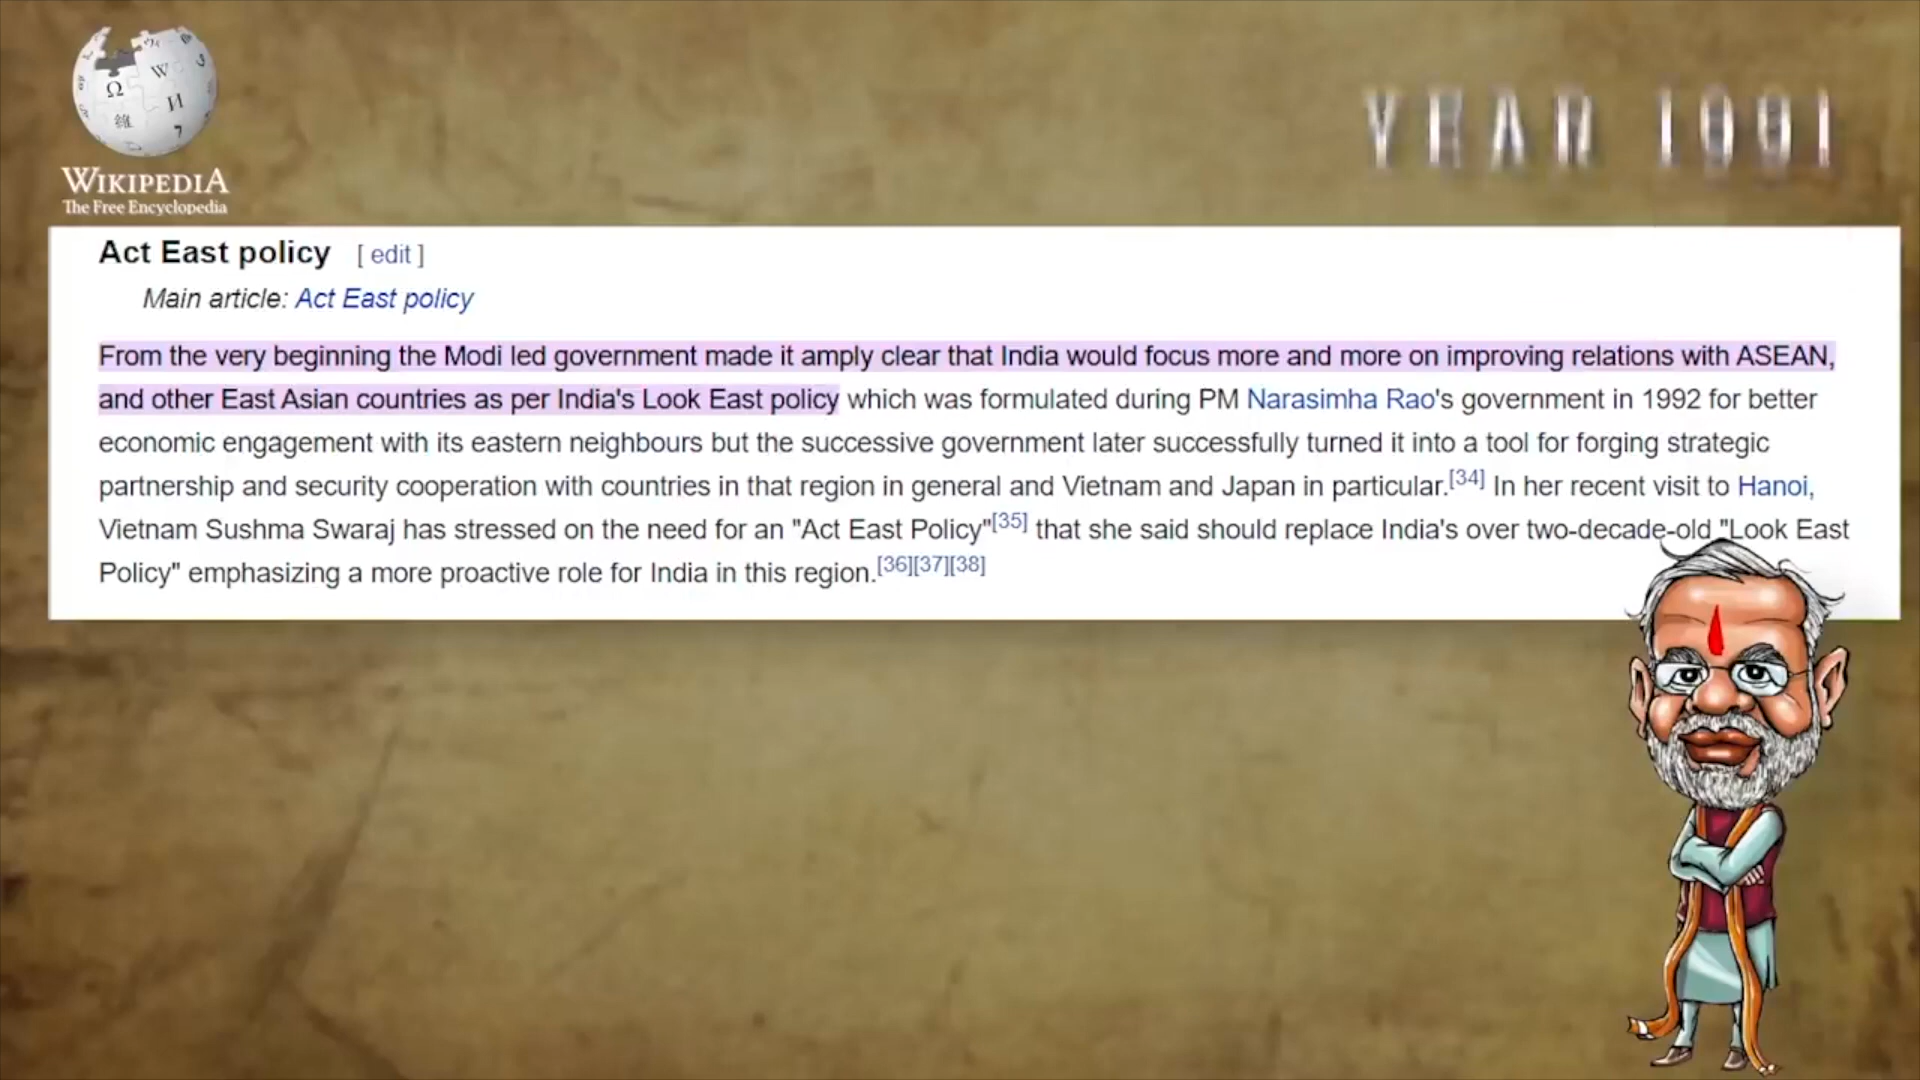 WIKIPEDIA
The Free Encyclopedia
YEAR 1991
Act East policy [ edit ]
Main article: Act East policy
From the very beginning the Modi led government made it amply clear that India would focus more and more on improving relations with ASEAN,
and other East Asian countries as per India's Look East policy which was formulated during PM Narasimha Rao's government in 1992 for better
economic engagement with its eastern neighbours but the successive government later successfully turned it into a tool for forging strategic
partnership and security cooperation with countries in that region in general and Vietnam and Japan in particular.[34] In her recent visit to Hanoi,
Vietnam Sushma Swaraj has stressed on the need for an "Act East Policy"[35] that she said should replace India's over two-decade-old "Look East
Policy" emphasizing a more proactive role for India in this region.[36][37][38]